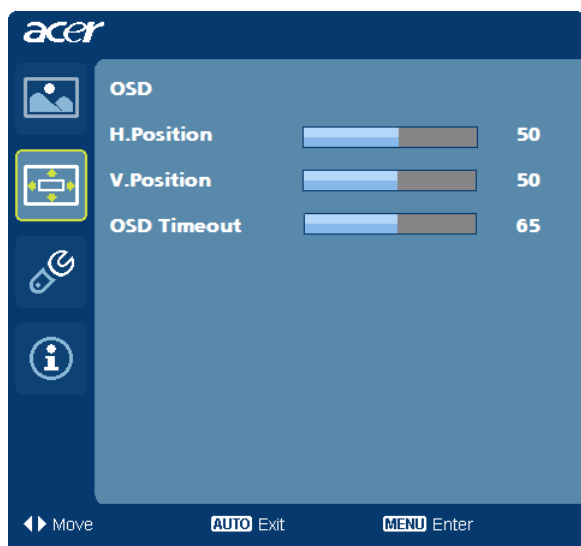 acer
OSD
H.Position 50
V.Position 50
OSD Timeout 65
Move AUTO Exit MENU Enter